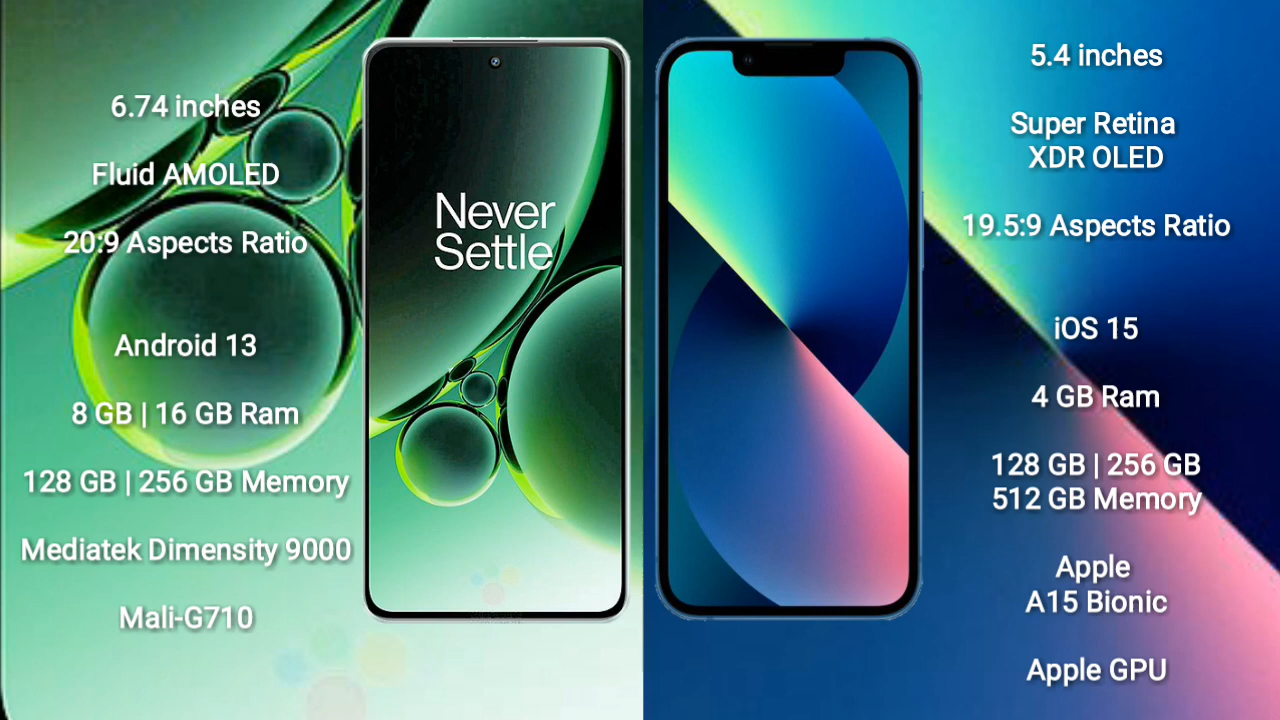 6.74 inches
Fluid AMOLED
20:9 Aspects Ratio
Android 13
8 GB | 16 GB Ram
128 GB | 256 GB Memory
Mediatek Dimensity 9000
Mali-G710
Never
Settle
5.4 inches
Super Retina
XDR OLED
19.5:9 Aspects Ratio
iOS 15
4 GB Ram
128 GB | 256 GB
512 GB Memory
Apple
A15 Bionic
Apple GPU